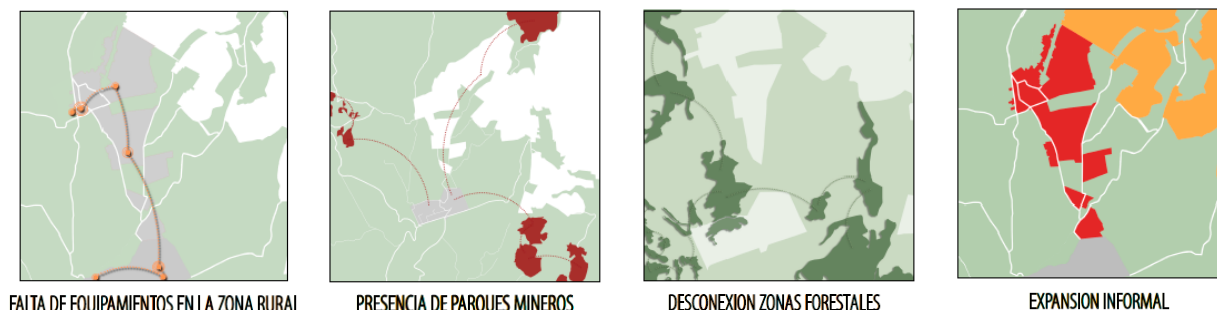 FALTA DE EQUIPAMIENTOS EN LA ZONA RURAL
PRESENCIA DE PARQUES MINEROS
DESCONEXION ZONAS FORESTALES
EXPANSION INFORMAL